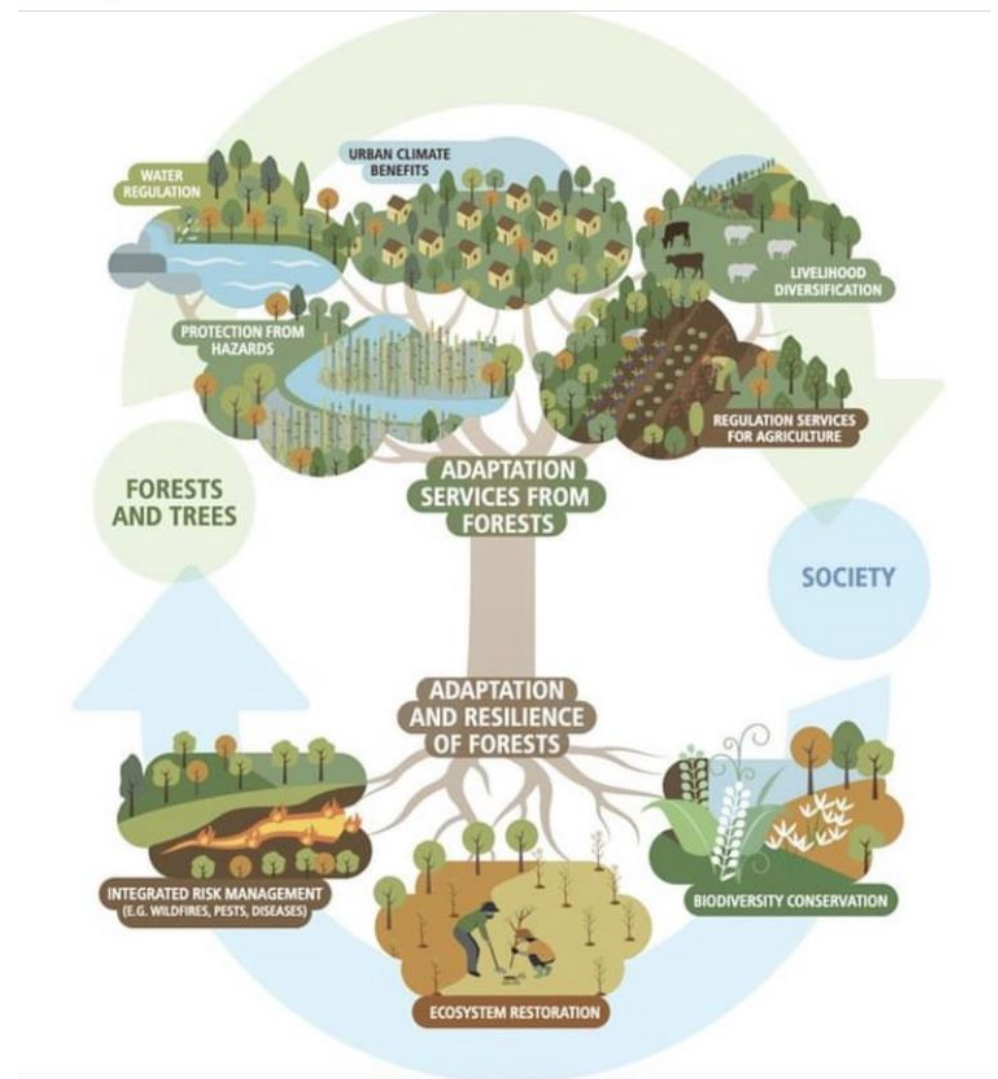 WATER
REGULATION
URBAN CLIMATE
BENEFITS
LIVELIHOOD
DIVERSIFICATION
PROTECTION FROM
HAZARDS
REGULATION SERVICES
FOR AGRICULTURE
ADAPTATION
SERVICES FROM
FORESTS
FORESTS
AND TREES
SOCIETY
ADAPTATION
AND RESILIENCE
OF FORESTS
INTEGRATED RISK MANAGEMENT
(E.G. WILDFIRES, PESTS, DISEASES)
BIODIVERSITY CONSERVATION
ECOSYSTEM RESTORATION